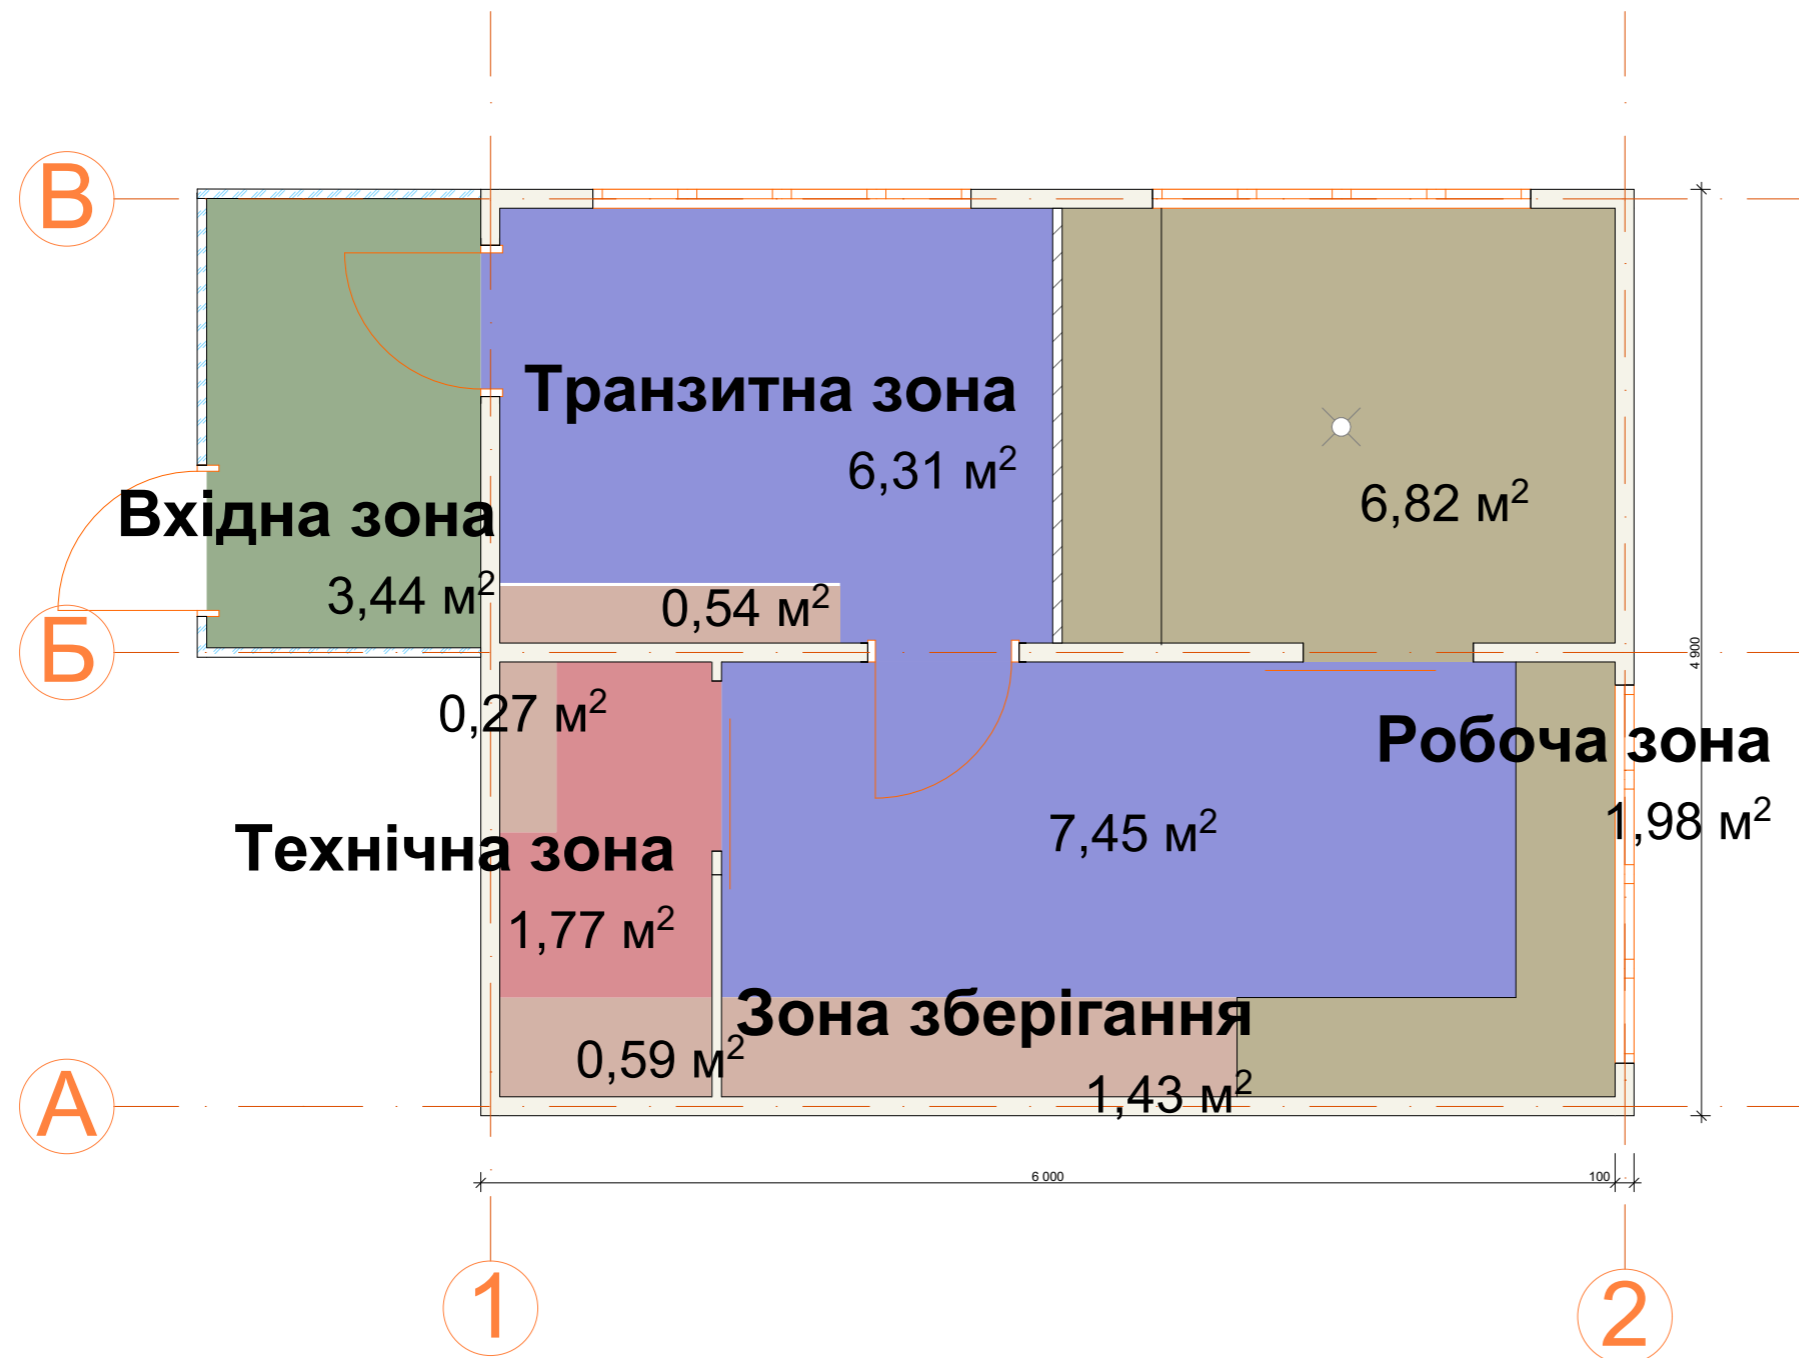 В
Транзитна зона
6,31 м²
6,82 м²
Вхідна зона
3,44 м²
0,54 м²
Б
4 900
0,27 м²
Робоча зона
1,98 м²
7,45 м²
Технічна зона
1,77 м²
Зона зберігання
0,59 м²
1,43 м²
А
6 000
100
1
2